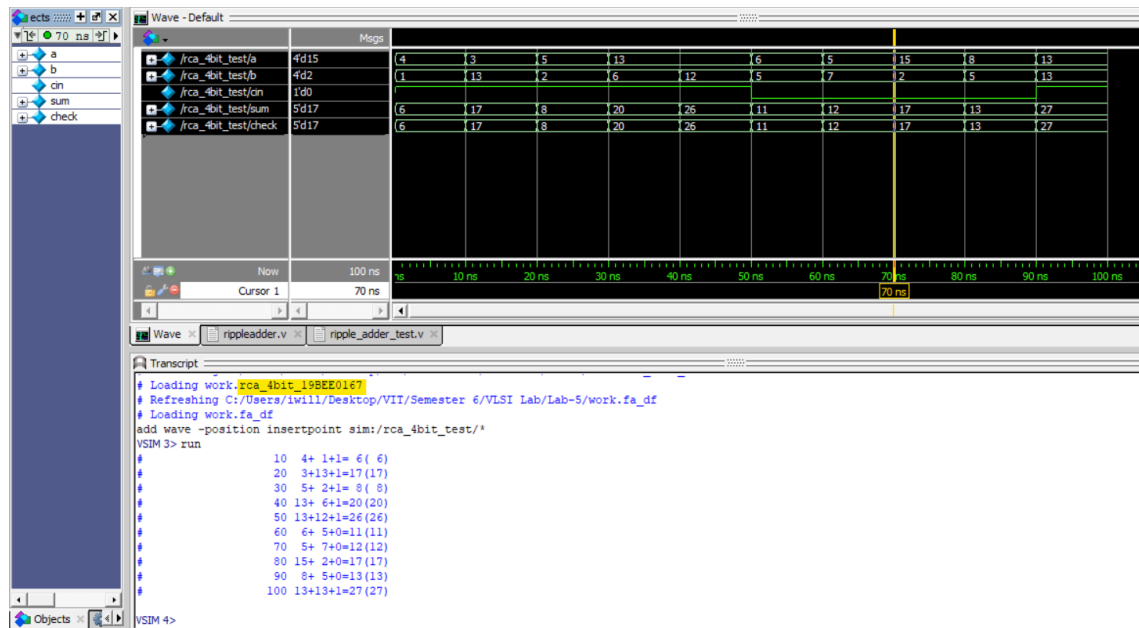 ects
Wave - Default
70 ns
Msgs
a
b
cin
sum
check
/rca_4bit_test/a 4'd15 4 3 5 13 6 5 15 8 13
/rca_4bit_test/b 4'd2 1 13 2 6 12 5 7 2 5 13
/rca_4bit_test/cin 1'd0
/rca_4bit_test/sum 5'd17 6 17 8 20 26 11 12 17 13 27
/rca_4bit_test/check 5'd17 6 17 8 20 26 11 12 17 13 27
Now 100 ns ns 10 ns 20 ns 30 ns 40 ns 50 ns 60 ns 70 ns 80 ns 90 ns 100 ns
Cursor 1 70 ns 70 ns
Wave rippleadder.v ripple_adder_test.v
Transcript
# Loading work.rca_4bit_19BEE0167
# Refreshing C:/Users/iwill/Desktop/VIT/Semester 6/VLSI Lab/Lab-5/work.fa_df
# Loading work.fa_df
add wave -position insertpoint sim:/rca_4bit_test/*
VSIM 3> run
# 10 4+ 1+1= 6( 6)
# 20 3+13+1=17(17)
# 30 5+ 2+1= 8( 8)
# 40 13+ 6+1=20(20)
# 50 13+12+1=26(26)
# 60 6+ 5+0=11(11)
# 70 5+ 7+0=12(12)
# 80 15+ 2+0=17(17)
# 90 8+ 5+0=13(13)
# 100 13+13+1=27(27)
Objects
VSIM 4>